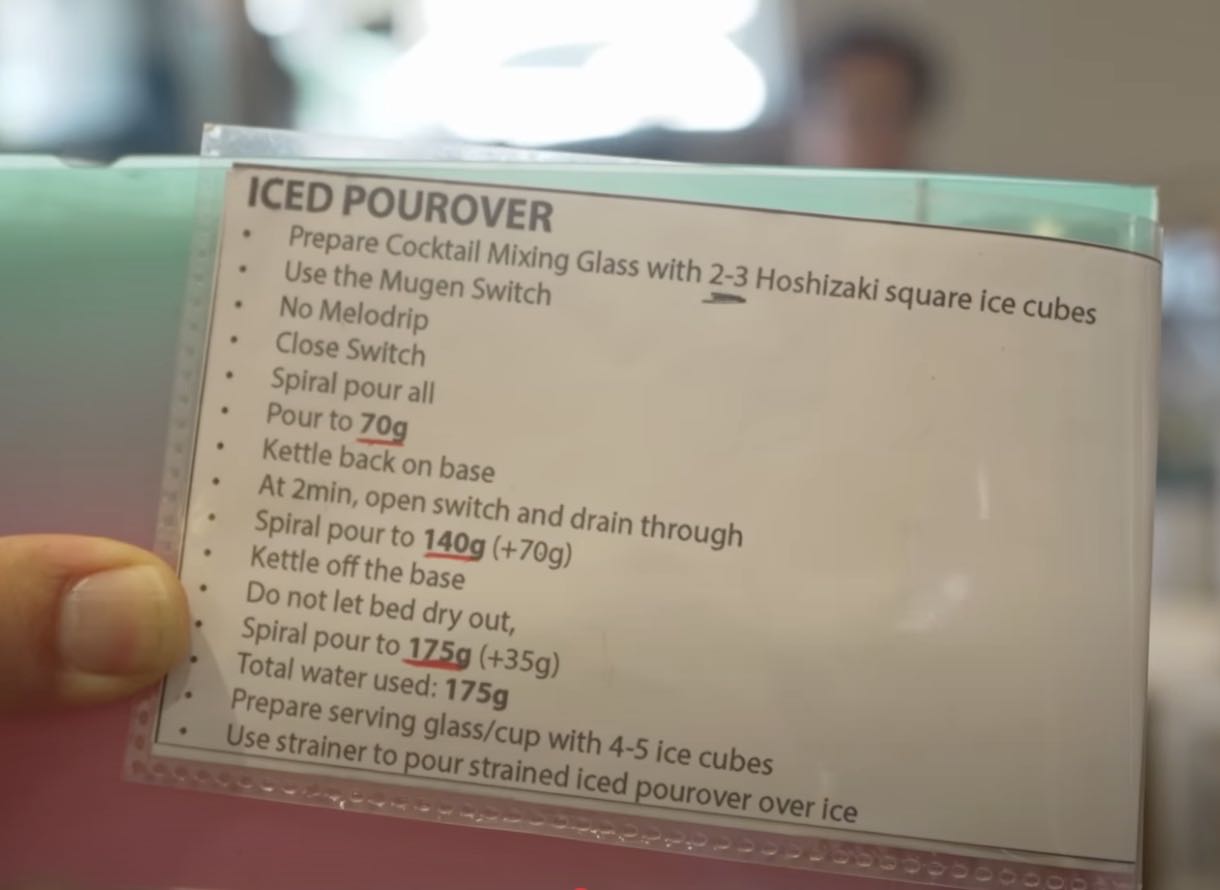 ICED POUROVER
• Prepare Cocktail Mixing Glass with 2-3 Hoshizaki square ice cubes
• Use the Mugen Switch
• No Melodrip
• Close Switch
• Spiral pour all
• Pour to 70g
• Kettle back on base
• At 2min, open switch and drain through
• Spiral pour to 140g (+70g)
• Kettle off the base
• Do not let bed dry out,
• Spiral pour to 175g (+35g)
• Total water used: 175g
• Prepare serving glass/cup with 4-5 ice cubes
• Use strainer to pour strained iced pourover over ice